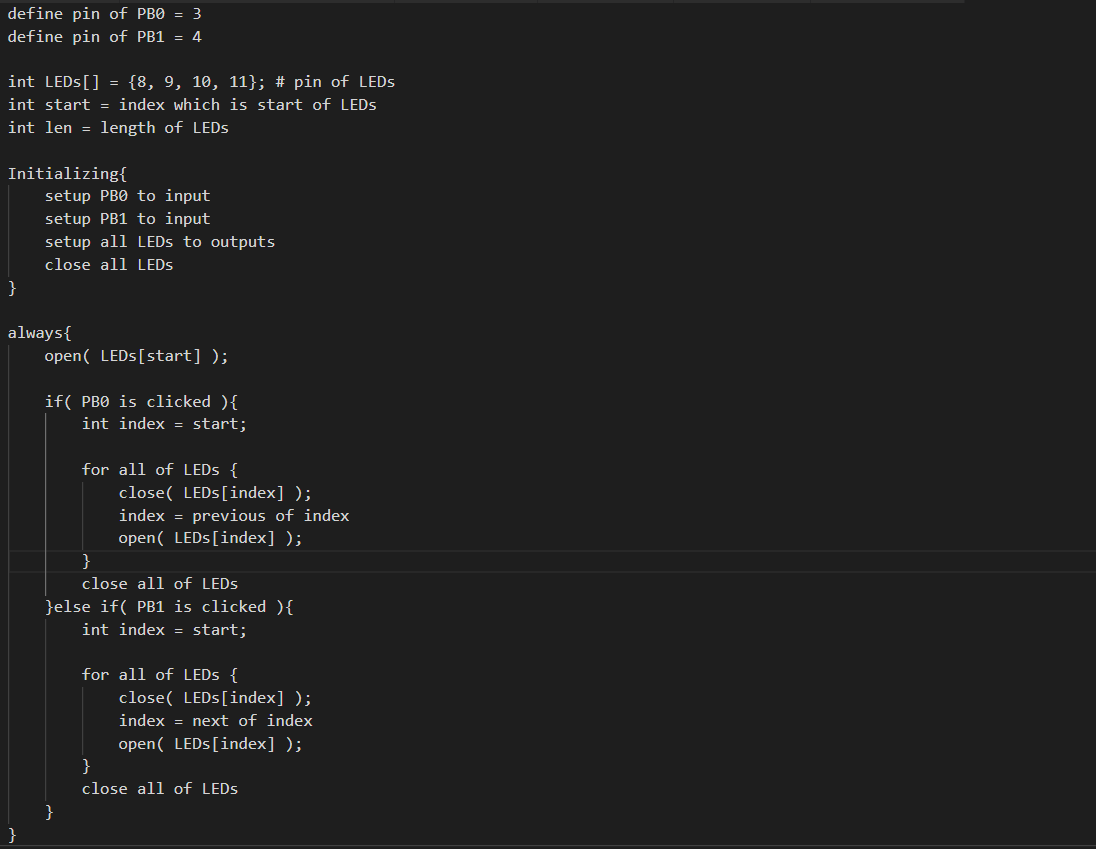 define pin of PB0 = 3
define pin of PB1 = 4
int LEDs[] = {8, 9, 10, 11}; # pin of LEDs
int start = index which is start of LEDs
int len = length of LEDs
Initializing{
    setup PB0 to input
    setup PB1 to input
    setup all LEDs to outputs
    close all LEDs
}
always{
    open( LEDs[start] );
    if( PB0 is clicked ){
        int index = start;
        for all of LEDs {
            close( LEDs[index] );
            index = previous of index
            open( LEDs[index] );
        }
        close all of LEDs
    }else if( PB1 is clicked ){
        int index = start;
        for all of LEDs {
            close( LEDs[index] );
            index = next of index
            open( LEDs[index] );
        }
        close all of LEDs
    }
}